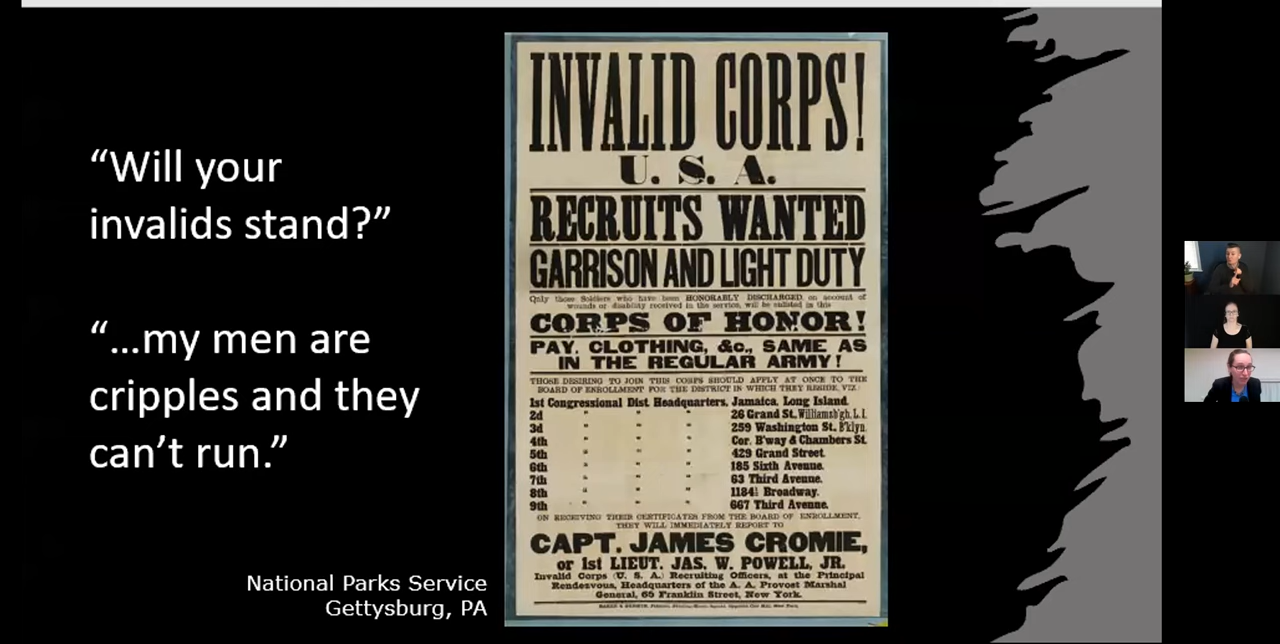 “Will your
invalids stand?”
“...my men are
cripples and they
can’t run.”
National Parks Service
Gettysburg, PA
INVALID CORPS!
U. S. A.
RECRUITS WANTED
GARRISON AND LIGHT DUTY
Only those Soldiers who have been HONORABLY DISCHARGED on account of
wounds or disability received in the service, will be enlisted in this
CORPS OF HONOR!
PAY, CLOTHING, &c., SAME AS
IN THE REGULAR ARMY!
THOSE DESIRING TO JOIN THIS CORPS SHOULD APPLY AT ONCE TO THE
BOARD OF ENROLLMENT FOR THE DISTRICT IN WHICH THEY RESIDE, VIZ:
1st Congressional Dist Headquarters, Jamaica, Long Island.
2d " " " 26 Grand St. Williamsb'gh, L. I.
3d " " " 259 Washington St. B'klyn.
4th " " " Cor. B'way & Chambers St.
5th " " " 429 Grand Street.
6th " " " 185 Sixth Avenue.
7th " " " 63 Third Avenue.
8th " " " 1184½ Broadway.
9th " " " 667 Third Avenue.
ON RECEIVING THEIR CERTIFICATES FROM THE BOARD OF ENROLLMENT,
THEY WILL IMMEDIATELY REPORT TO
CAPT. JAMES CROMIE,
or 1st LIEUT. JAS. W. POWELL, JR.
Invalid Corps (U. S. A.) Recruiting Officers, at the Principal
Rendezvous, Headquarters of the A. A. Provost Marshal
General, 65 Franklin Street, New York.